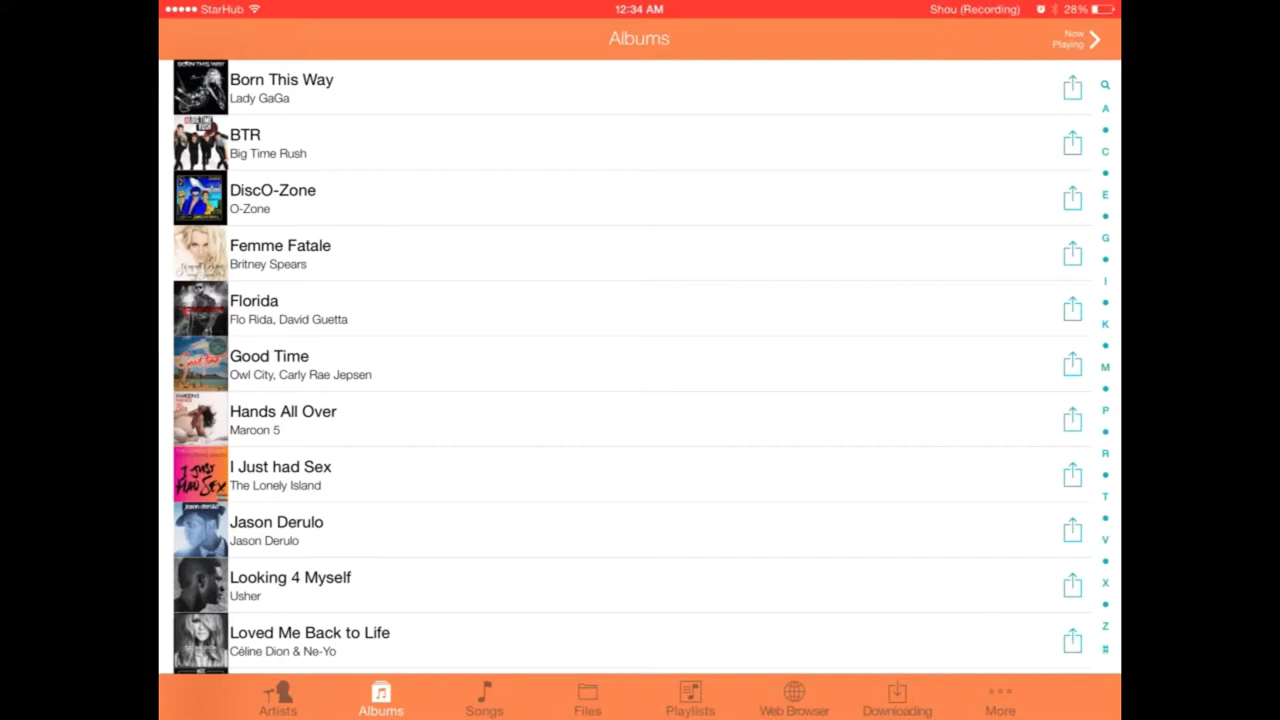 StarHub 12:34 AM Shou (Recording) 28%
Albums
Now
Playing
Born This Way
Lady GaGa
BTR
Big Time Rush
DiscO-Zone
O-Zone
Femme Fatale
Britney Spears
Florida
Flo Rida, David Guetta
Good Time
Owl City, Carly Rae Jepsen
Hands All Over
Maroon 5
I Just had Sex
The Lonely Island
Jason Derulo
Jason Derulo
Looking 4 Myself
Usher
Loved Me Back to Life
Céline Dion & Ne-Yo
A
C
E
G
I
K
M
P
R
T
V
X
Z
#
Artists Albums Songs Files Playlists Web Browser Downloading More